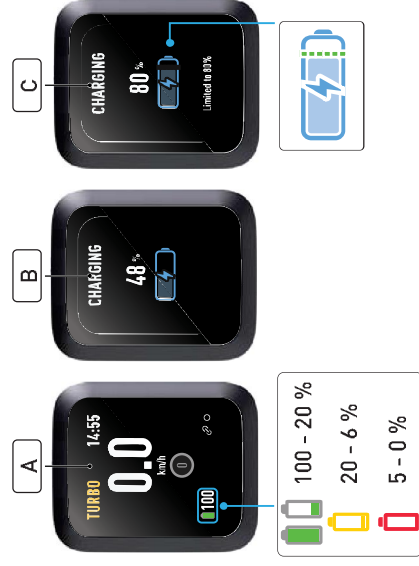 A
TURBO 14:55
0.0
km/h
0
100
100 - 20 %
20 - 6 %
5 - 0 %
B
CHARGING
48 %
C
CHARGING
80 %
Limited to 80%